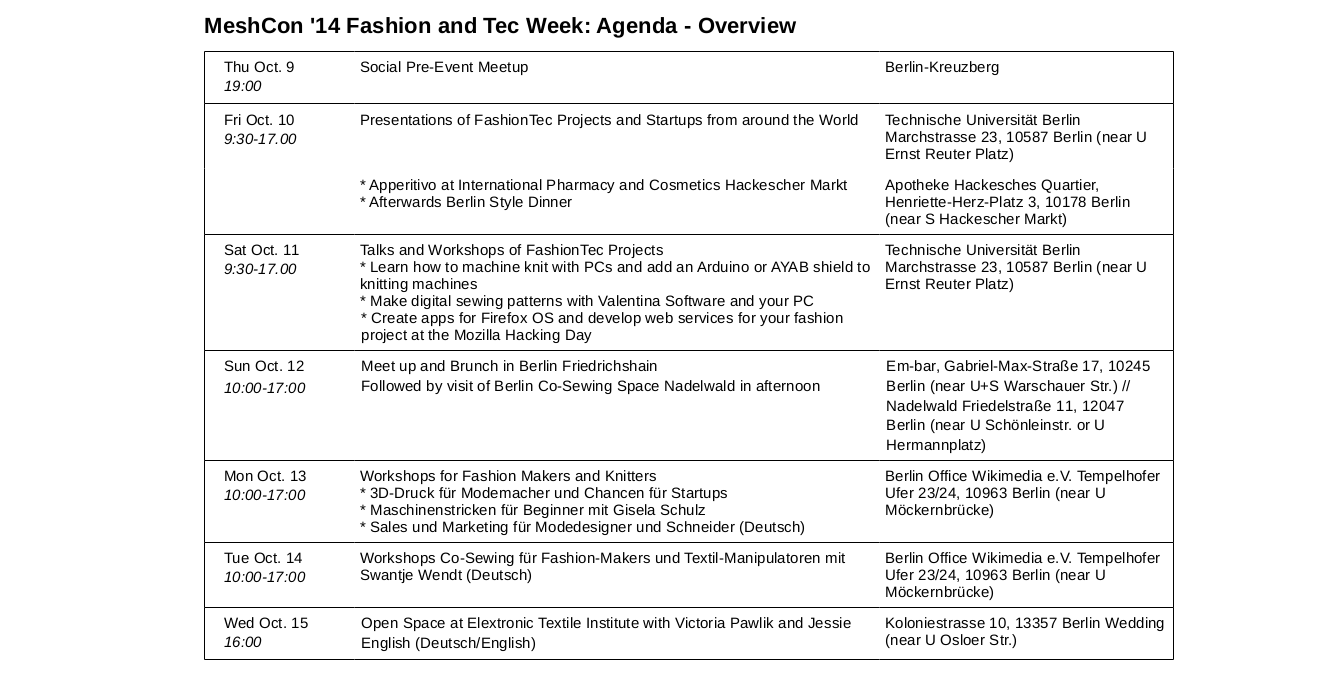 MeshCon '14 Fashion and Tec Week: Agenda - Overview
Thu Oct. 9
19:00
Social Pre-Event Meetup
Berlin-Kreuzberg
Fri Oct. 10
9:30-17.00
Presentations of FashionTec Projects and Startups from around the World
Technische Universität Berlin
Marchstrasse 23, 10587 Berlin (near U
Ernst Reuter Platz)
* Apperitivo at International Pharmacy and Cosmetics Hackescher Markt
* Afterwards Berlin Style Dinner
Apotheke Hackesches Quartier,
Henriette-Herz-Platz 3, 10178 Berlin
(near S Hackescher Markt)
Sat Oct. 11
9:30-17.00
Talks and Workshops of FashionTec Projects
* Learn how to machine knit with PCs and add an Arduino or AYAB shield to
knitting machines
* Make digital sewing patterns with Valentina Software and your PC
* Create apps for Firefox OS and develop web services for your fashion
project at the Mozilla Hacking Day
Technische Universität Berlin
Marchstrasse 23, 10587 Berlin (near U
Ernst Reuter Platz)
Sun Oct. 12
10:00-17:00
Meet up and Brunch in Berlin Friedrichshain
Followed by visit of Berlin Co-Sewing Space Nadelwald in afternoon
Em-bar, Gabriel-Max-Straße 17, 10245
Berlin (near U+S Warschauer Str.) //
Nadelwald Friedelstraße 11, 12047
Berlin (near U Schönleinstr. or U
Hermannplatz)
Mon Oct. 13
10:00-17:00
Workshops for Fashion Makers and Knitters
* 3D-Druck für Modemacher und Chancen für Startups
* Maschinenstricken für Beginner mit Gisela Schulz
* Sales und Marketing für Modedesigner und Schneider (Deutsch)
Berlin Office Wikimedia e.V. Tempelhofer
Ufer 23/24, 10963 Berlin (near U
Möckernbrücke)
Tue Oct. 14
10:00-17:00
Workshops Co-Sewing für Fashion-Makers und Textil-Manipulatoren mit
Swantje Wendt (Deutsch)
Berlin Office Wikimedia e.V. Tempelhofer
Ufer 23/24, 10963 Berlin (near U
Möckernbrücke)
Wed Oct. 15
16:00
Open Space at Elextronic Textile Institute with Victoria Pawlik and Jessie
English (Deutsch/English)
Koloniestrasse 10, 13357 Berlin Wedding
(near U Osloer Str.)